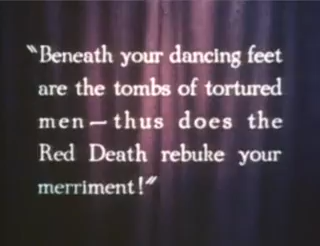 "Beneath your dancing feet
are the tombs of tortured
men—thus does the
Red Death rebuke your
merriment!"